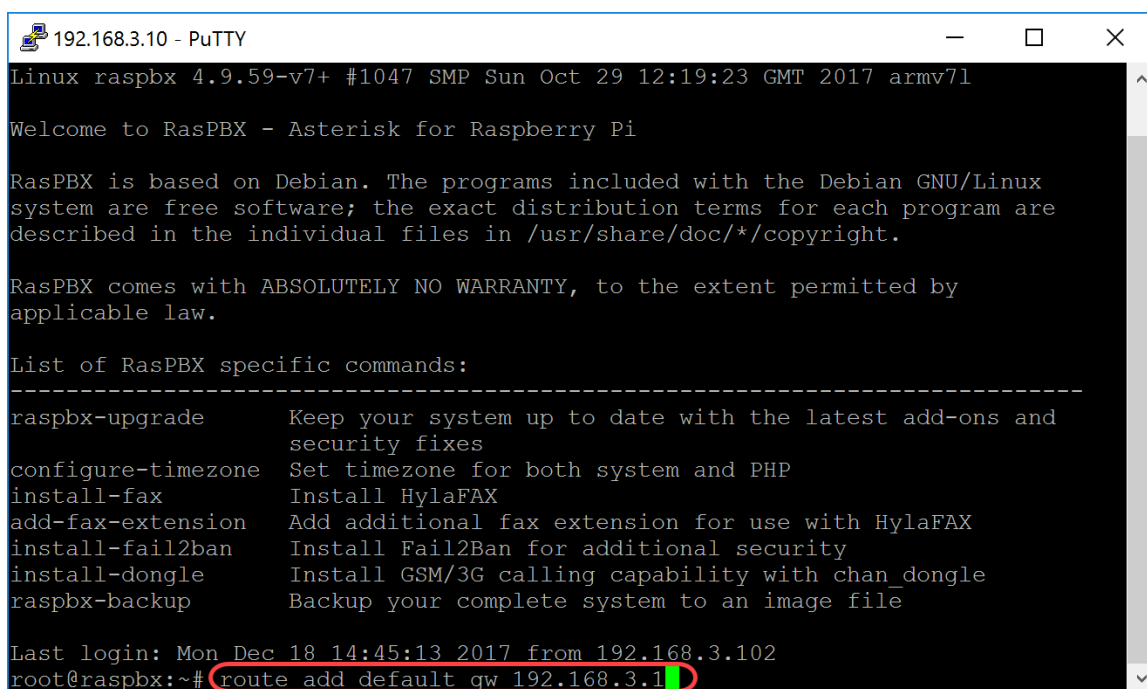 192.168.3.10 - PuTTY
Linux raspbx 4.9.59-v7+ #1047 SMP Sun Oct 29 12:19:23 GMT 2017 armv7l
Welcome to RasPBX - Asterisk for Raspberry Pi
RasPBX is based on Debian. The programs included with the Debian GNU/Linux
system are free software; the exact distribution terms for each program are
described in the individual files in /usr/share/doc/*/copyright.
RasPBX comes with ABSOLUTELY NO WARRANTY, to the extent permitted by
applicable law.
List of RasPBX specific commands:
-----------------------------------------------------------------------------
raspbx-upgrade      Keep your system up to date with the latest add-ons and
                    security fixes
configure-timezone  Set timezone for both system and PHP
install-fax         Install HylaFAX
add-fax-extension   Add additional fax extension for use with HylaFAX
install-fail2ban    Install Fail2Ban for additional security
install-dongle      Install GSM/3G calling capability with chan_dongle
raspbx-backup       Backup your complete system to an image file
Last login: Mon Dec 18 14:45:13 2017 from 192.168.3.102
root@raspbx:~# route add default gw 192.168.3.1